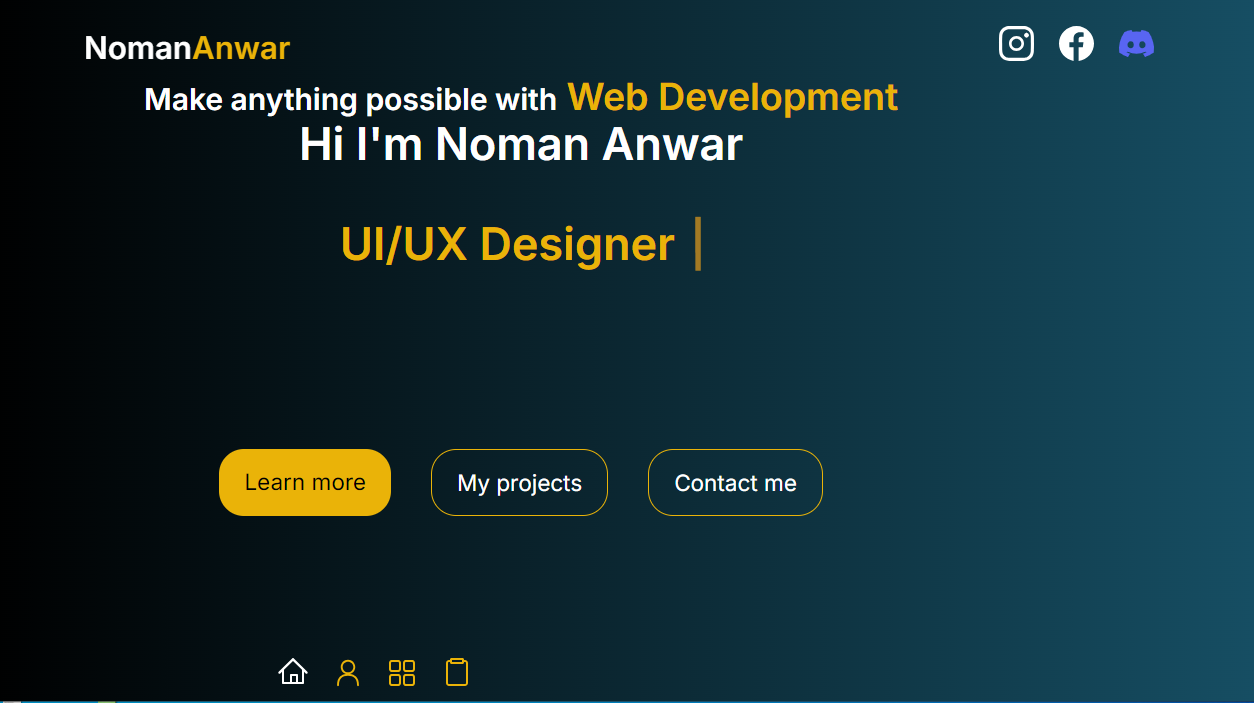 NomanAnwar
Make anything possible with Web Development
Hi I'm Noman Anwar
UI/UX Designer
Learn more
My projects
Contact me